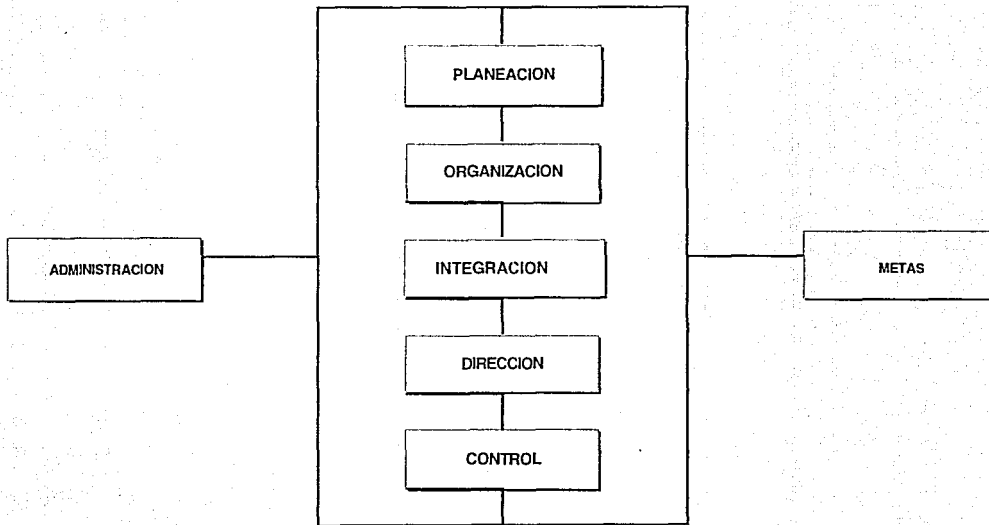 PLANEACION
ORGANIZACION
ADMINISTRACION
INTEGRACION
METAS
DIRECCION
CONTROL